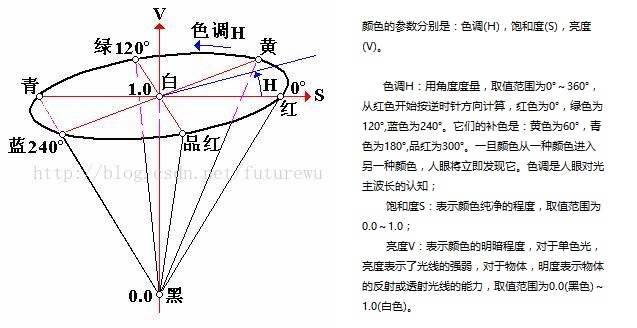 V
色调H
绿120°
黄
青
1.0
白
H
0°
红
S
蓝240°
品红
http://blog.csdn.net/futurewu
0.0
黑
颜色的参数分别是：色调(H)，饱和度(S)，亮度
(V)。
色调H：用角度度量，取值范围为0°～360°，
从红色开始按逆时针方向计算，红色为0°，绿色为
120°,蓝色为240°。它们的补色是：黄色为60°，青
色为180°,品红为300°。一旦颜色从一种颜色进入
另一种颜色，人眼将立即发现它。色调是人眼对光
主波长的认知；
饱和度S：表示颜色纯净的程度，取值范围为
0.0～1.0；
亮度V：表示颜色的明暗程度，对于单色光，
亮度表示了光线的强弱，对于物体，明度表示物体
的反射或透射光线的能力，取值范围为0.0(黑色)～
1.0(白色)。